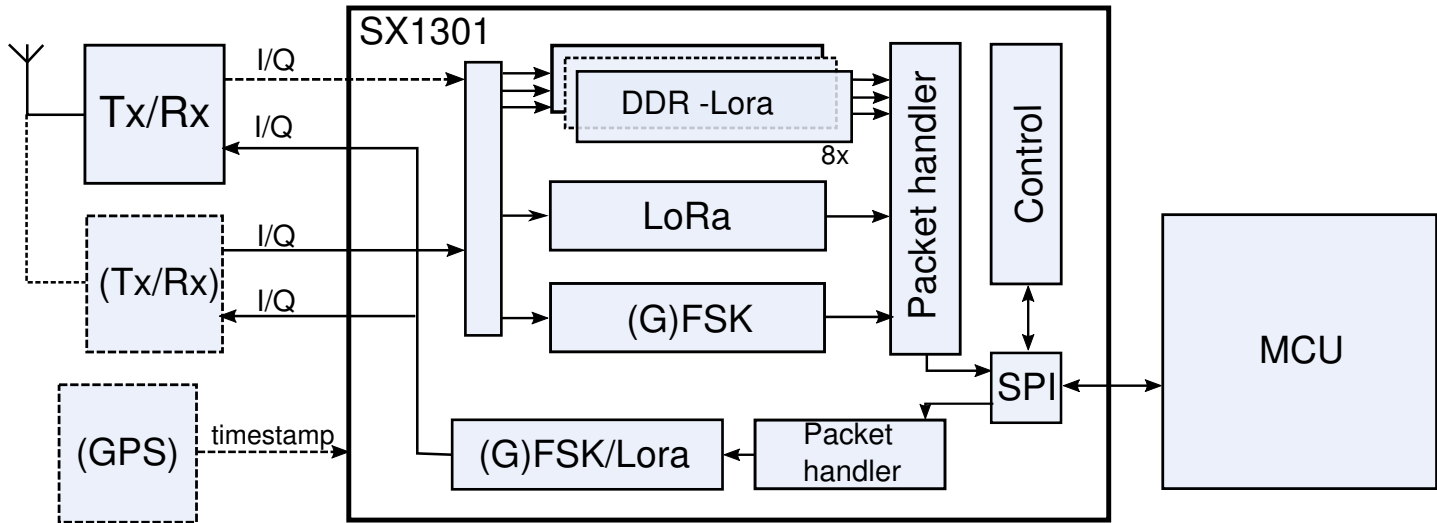 SX1301
I/Q
Tx/Rx
DDR -Lora
8x
I/Q
LoRa
Packet handler
Control
I/Q
(Tx/Rx)
I/Q
(G)FSK
MCU
SPI
(GPS)
timestamp
(G)FSK/Lora
Packet
handler